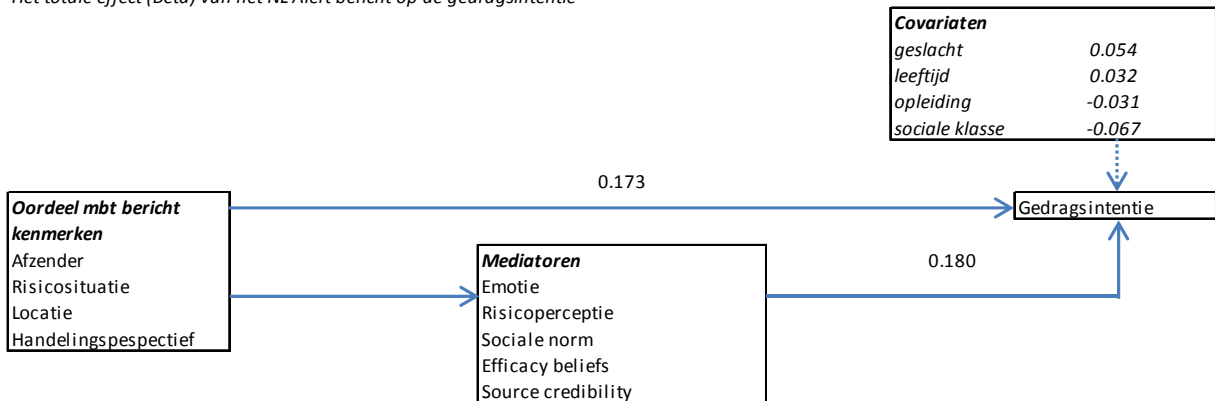 Het totale effect (Beta) van het NL-Alert bericht op de gedragsintentie
Covariaten
geslacht 0.054
leeftijd 0.032
opleiding -0.031
sociale klasse -0.067
0.173
Oordeel mbt bericht
kenmerken
Afzender
Risicosituatie
Locatie
Handelingspespectief
Gedragsintentie
Mediatoren
Emotie
Risicoperceptie
Sociale norm
Efficacy beliefs
Source credibility
0.180